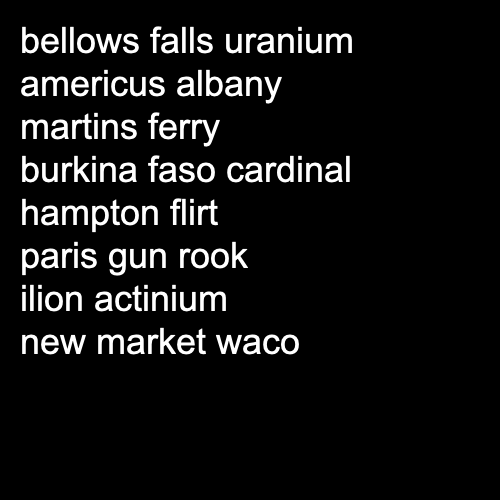 bellows falls uranium
americus albany
martins ferry
burkina faso cardinal
hampton flirt
paris gun rook
ilion actinium
new market waco